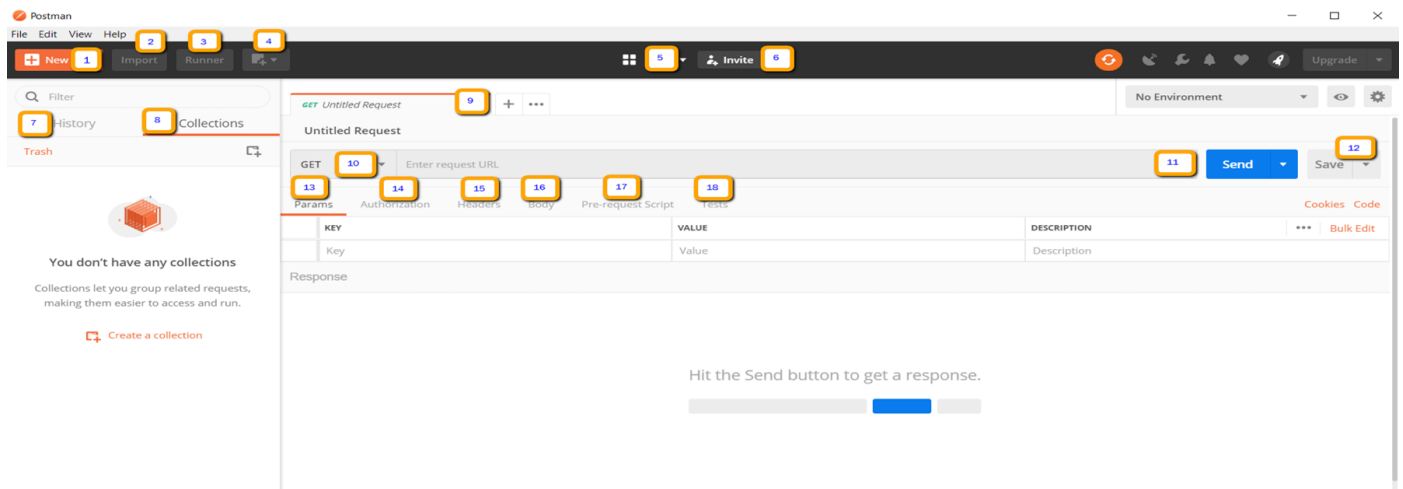 Postman
File Edit View Help
New 1 Import 2 Runner 3 4 5 Invite 6 Upgrade
Filter
7 History 8 Collections
Trash
You don't have any collections
Collections let you group related requests,
making them easier to access and run.
Create a collection
GET Untitled Request 9 + •••
No Environment
Untitled Request
GET 10 Enter request URL 11 Send Save 12
13 14 15 16 17 18
Params Authorization Headers Body Pre-request Script Tests Cookies Code
KEY VALUE DESCRIPTION ••• Bulk Edit
Key Value Description
Response
Hit the Send button to get a response.